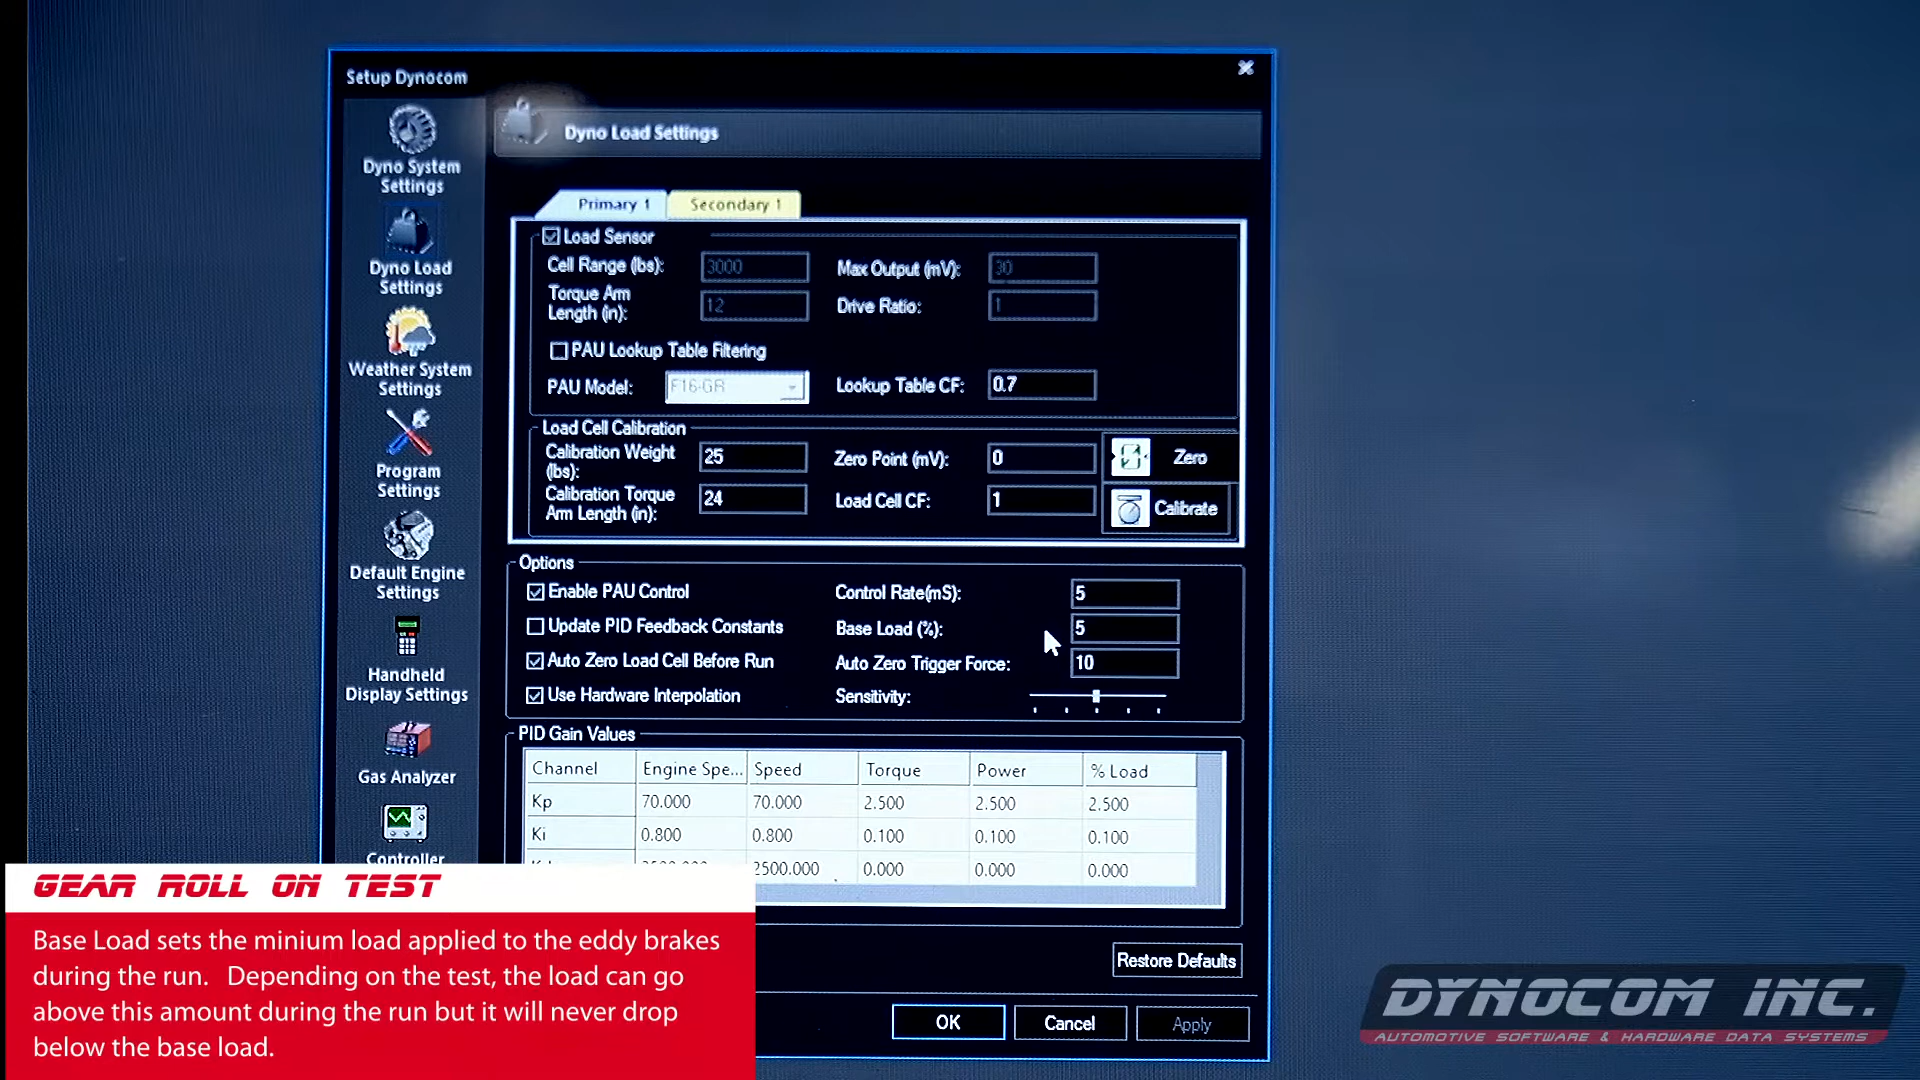 Setup Dynocom
Dyno System
Settings
Dyno Load
Settings
Weather System
Settings
Program
Settings
Default Engine
Settings
Handheld
Display Settings
Gas Analyzer
Controller
Dyno Load Settings
Primary 1
Secondary 1
Load Sensor
Cell Range (lbs): 3000 Max Output (mV): 30
Torque Arm
Length (in): 12 Drive Ratio: 1
PAU Lookup Table Filtering
PAU Model: F16-GR Lookup Table CF: 0.7
Load Cell Calibration
Calibration Weight
(lbs): 25 Zero Point (mV): 0 Zero
Calibration Torque
Arm Length (in): 24 Load Cell CF: 1 Calibrate
Options
Enable PAU Control Control Rate(mS): 5
Update PID Feedback Constants Base Load (%): 5
Auto Zero Load Cell Before Run Auto Zero Trigger Force: 10
Use Hardware Interpolation Sensitivity:
PID Gain Values
Channel Engine Spe... Speed Torque Power % Load
Kp 70.000 70.000 2.500 2.500 2.500
Ki 0.800 0.800 0.100 0.100 0.100
2500.000 0.000 0.000 0.000
Restore Defaults
OK Cancel Apply
GEAR ROLL ON TEST
Base Load sets the minium load applied to the eddy brakes
during the run. Depending on the test, the load can go
above this amount during the run but it will never drop
below the base load.
DYNOCOM INC.
AUTOMOTIVE SOFTWARE & HARDWARE DATA SYSTEMS